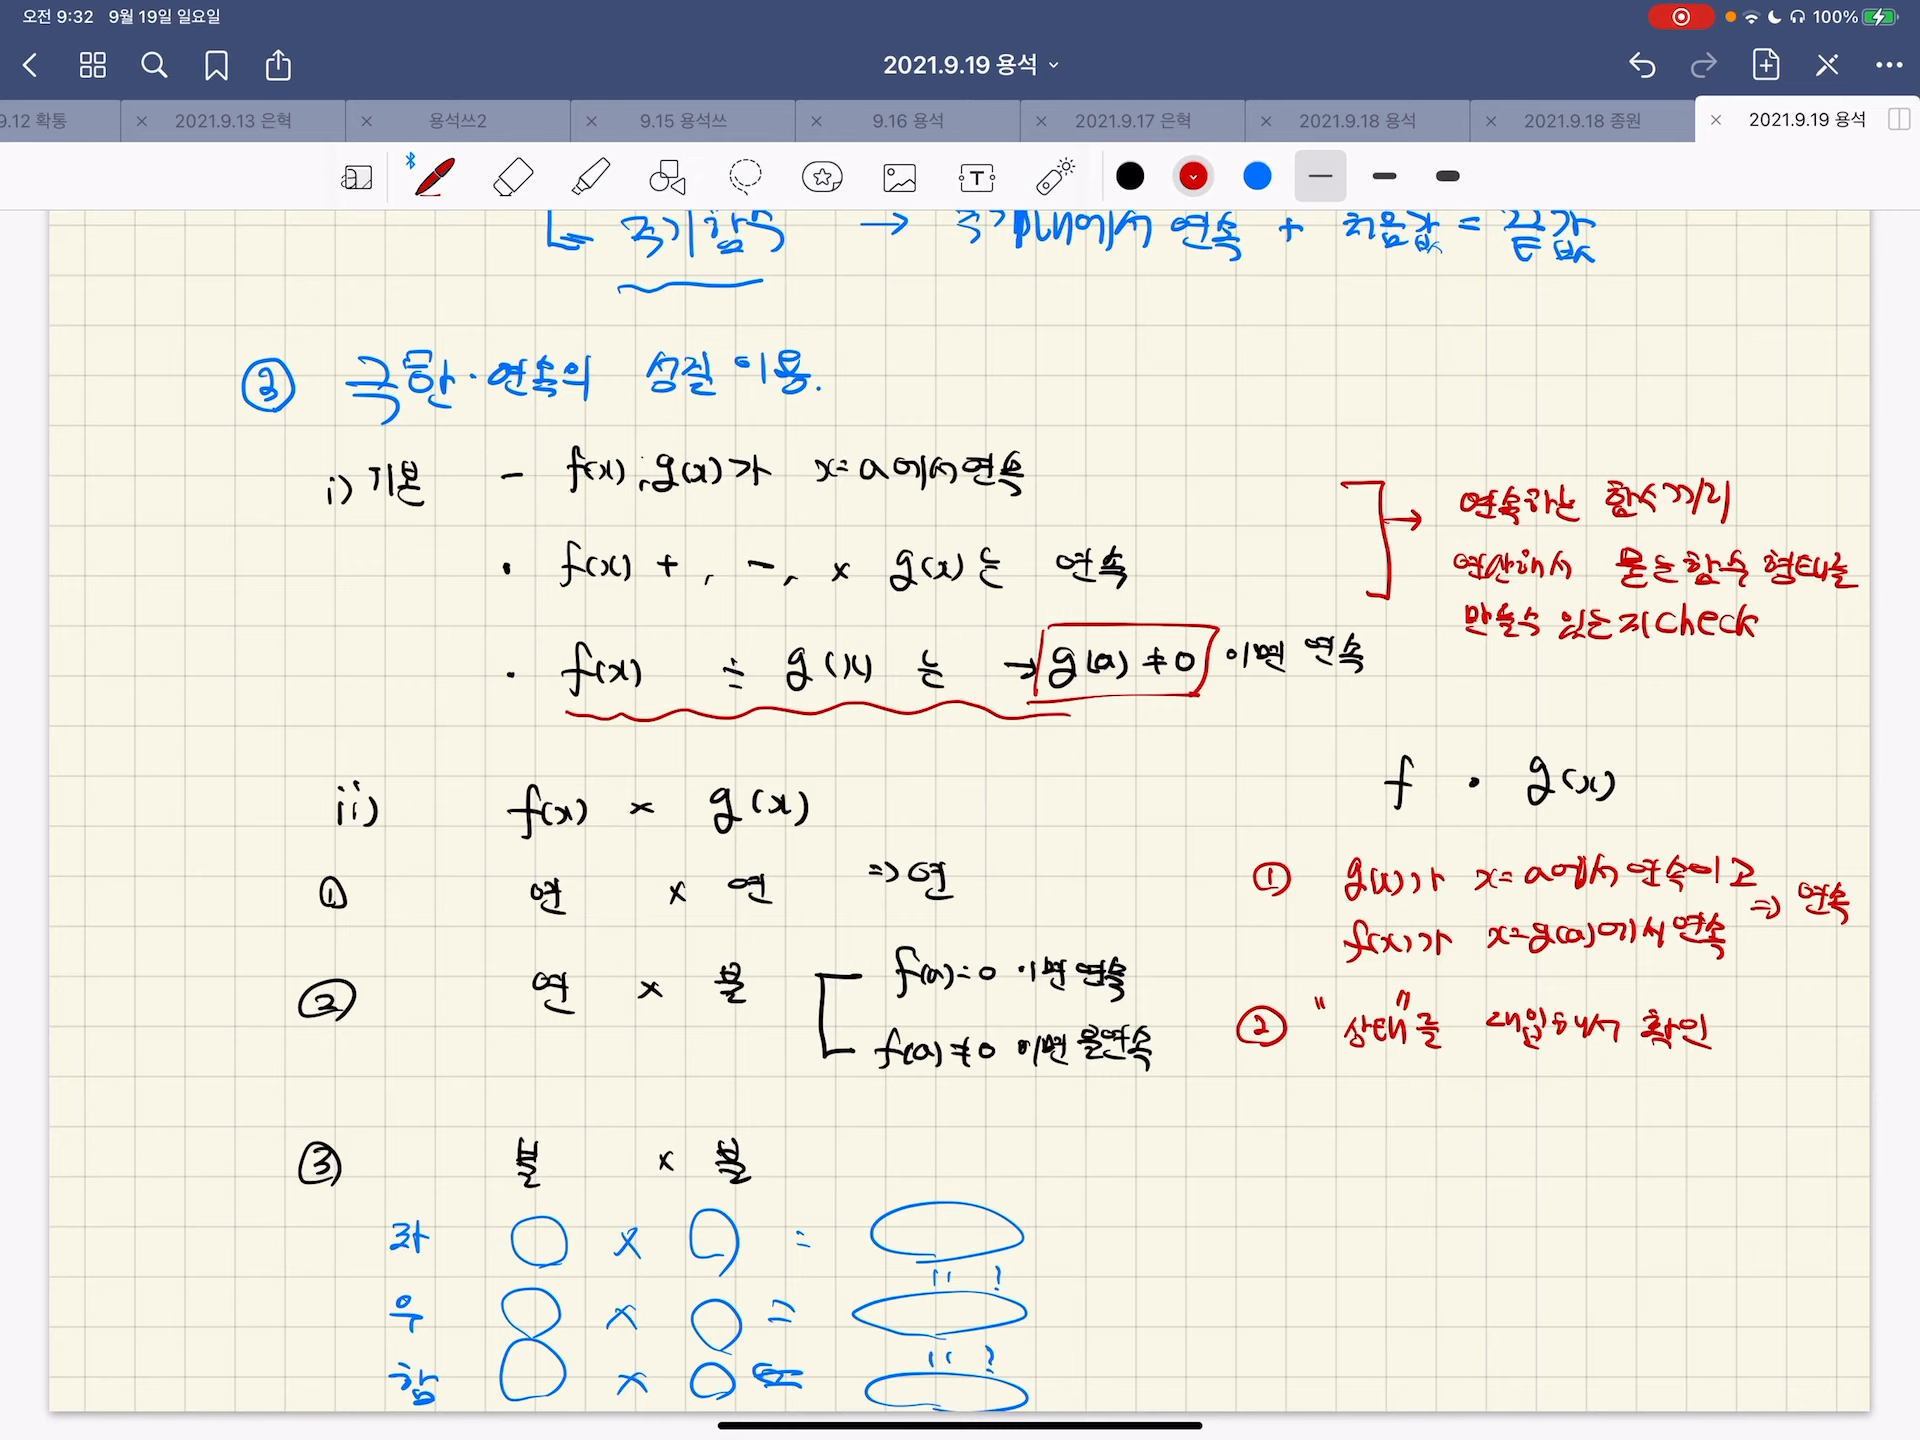 오전 9:32 9월 19일 일요일
100%
2021.9.19 용석
9.12 확통
2021.9.13 은혁
용석쓰2
9.15 용석쓰
9.16 용석
2021.9.17 은혁
2021.9.18 용석
2021.9.18 종원
2021.9.19 용석
주기함수 → 주기내에서 연속 + 처음값 = 끝값
③ 극한·연속의 성질 이용.
i) 기본 - f(x), g(x)가 x=a에서 연속
· f(x) +, -, × g(x)는 연속
· f(x) ÷ g(x)는 → g(a) ≠ 0 이면 연속
연속하는 함수끼리
연산해서 묻는 함수 형태를
만들수 있는지 check
ii) f(x) × g(x)
① 연 × 연 ⇒ 연
② 연 × 불
f(a)=0 이면 연속
f(a)≠0 이면 불연속
③ 불 × 불
좌 ○ × ○ =
" ?
우 ○ × ○ =
" ?
함 ○ × ○ =
f · g(x)
① g(x)가 x=a에서 연속이고
f(x)가 x=g(a)에서 연속 ⇒ 연속
② "상태"를 대입해서 확인